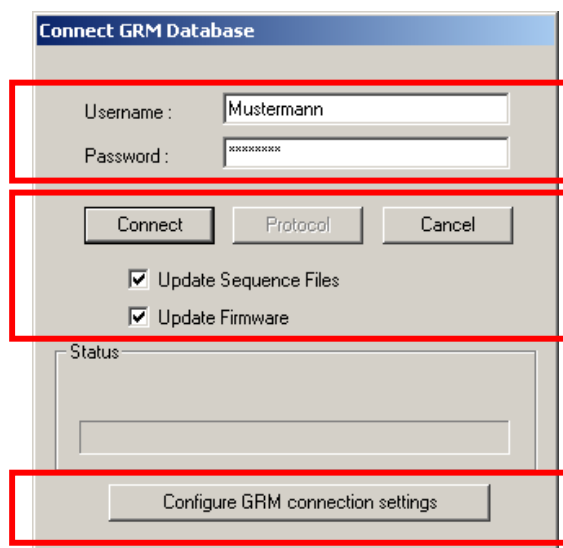 Connect GRM Database
Username : Mustermann
Password : ********
Connect Protocol Cancel
Update Sequence Files
Update Firmware
Status
Configure GRM connection settings